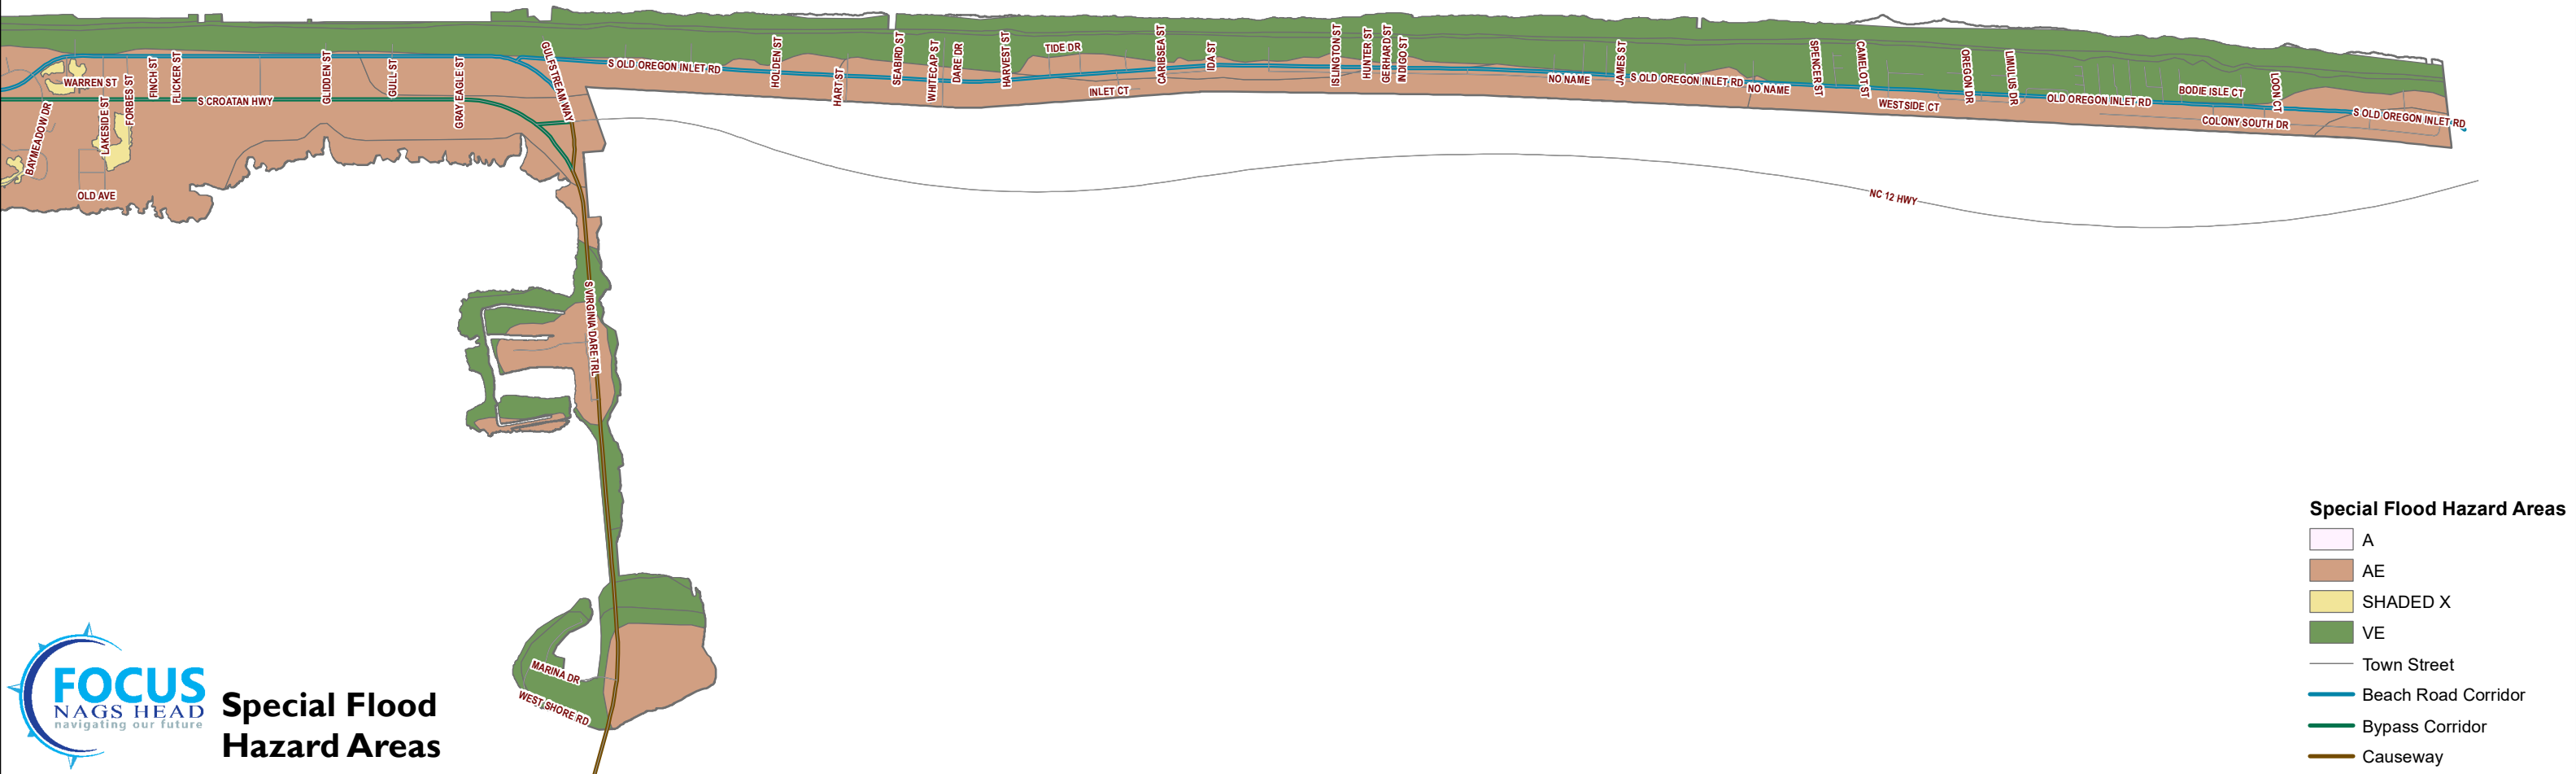 WARREN ST
BAYMEADOW DR
LAKESIDE ST
FORBES ST
FINCH ST
FLICKER ST
S CROATAN HWY
OLD AVE
GLIDDEN ST
GULL ST
GRAY EAGLE ST
GULFSTREAM WAY
S OLD OREGON INLET RD
HOLDEN ST
HART ST
SEABIRD ST
WHITECAP ST
DARE DR
HARVEST ST
TIDE DR
INLET CT
CARIBSEA ST
IDA ST
ISLINGTON ST
HUNTER ST
GERHARD ST
INDIGO ST
NO NAME
JAMES ST
S OLD OREGON INLET RD
NO NAME
SPENCER ST
CAMELOT ST
WESTSIDE CT
OREGON DR
LIMULUS DR
OLD OREGON INLET RD
BODIE ISLE CT
LOON CT
COLONY SOUTH DR
S OLD OREGON INLET RD
NC 12 HWY
S VIRGINIA DARE TRL
MARINA DR
WEST SHORE RD
FOCUS
NAGS HEAD
navigating our future
Special Flood
Hazard Areas
Special Flood Hazard Areas
A
AE
SHADED X
VE
Town Street
Beach Road Corridor
Bypass Corridor
Causeway